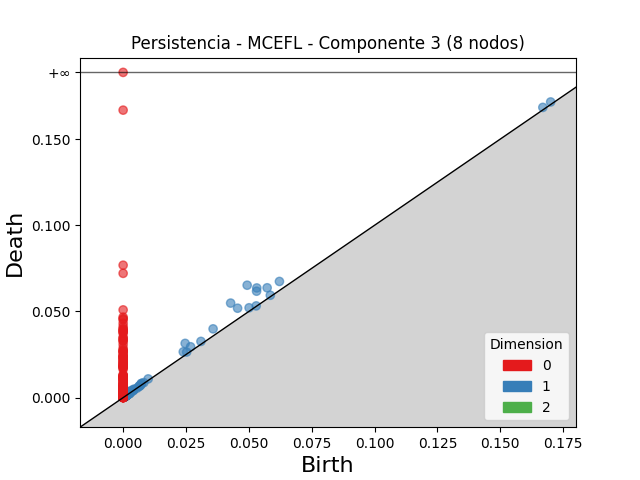 Persistencia - MCEFL - Componente 3 (8 nodos)
+∞
0.150
0.100
0.050
0.000
Death
0.000 0.025 0.050 0.075 0.100 0.125 0.150 0.175
Birth
Dimension
0
1
2